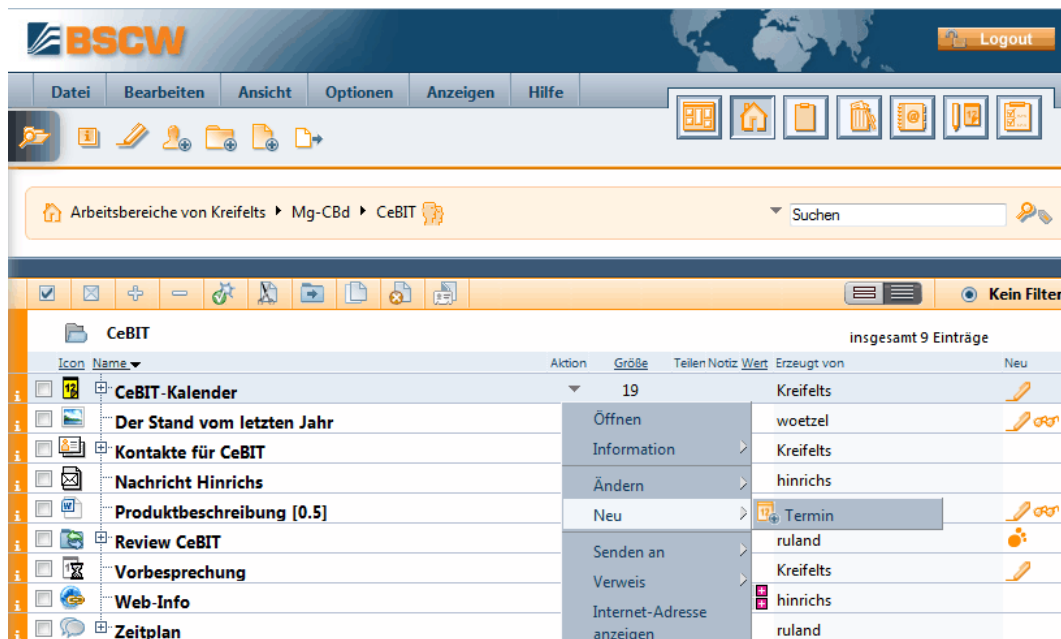 BSCW
Logout
Datei Bearbeiten Ansicht Optionen Anzeigen Hilfe
Arbeitsbereiche von Kreifelts Mg-CBd CeBIT
Suchen
Kein Filter
CeBIT
insgesamt 9 Einträge
Icon Name Aktion Größe Teilen Notiz Wert Erzeugt von Neu
CeBIT-Kalender 19 Kreifelts
Der Stand vom letzten Jahr Öffnen woetzel
Kontakte für CeBIT Information Kreifelts
Nachricht Hinrichs Ändern hinrichs
Produktbeschreibung [0.5] Neu Termin
Review CeBIT Senden an ruland
Vorbesprechung Verweis Kreifelts
Web-Info Internet-Adresse hinrichs
Zeitplan anzeigen ruland